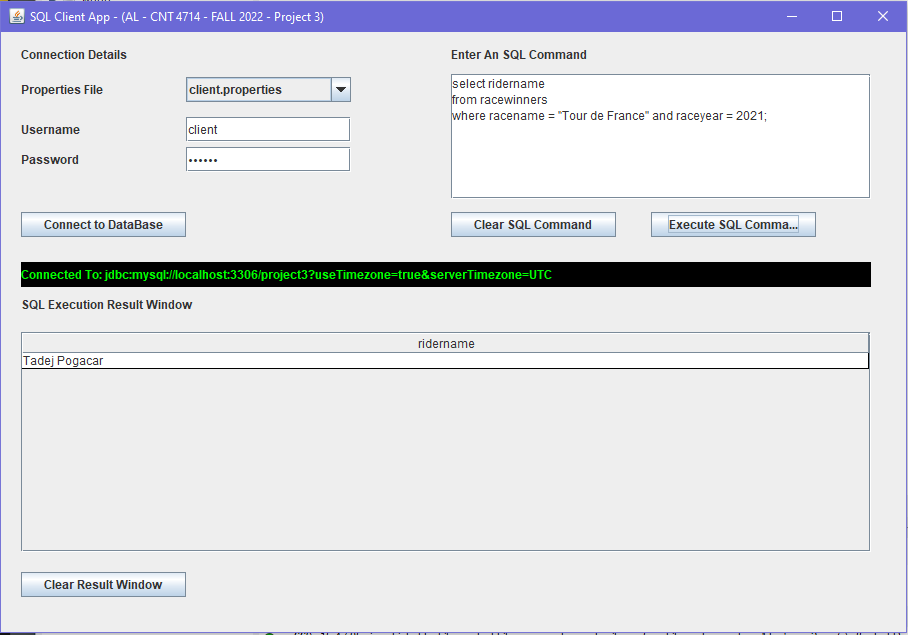 SQL Client App - (AL - CNT 4714 - FALL 2022 - Project 3)
Connection Details
Properties File
client.properties
Username
client
Password
••••••
Connect to DataBase
Enter An SQL Command
select ridername
from racewinners
where racename = "Tour de France" and raceyear = 2021;
Clear SQL Command
Execute SQL Comma...
Connected To: jdbc:mysql://localhost:3306/project3?useTimezone=true&serverTimezone=UTC
SQL Execution Result Window
ridername
Tadej Pogacar
Clear Result Window